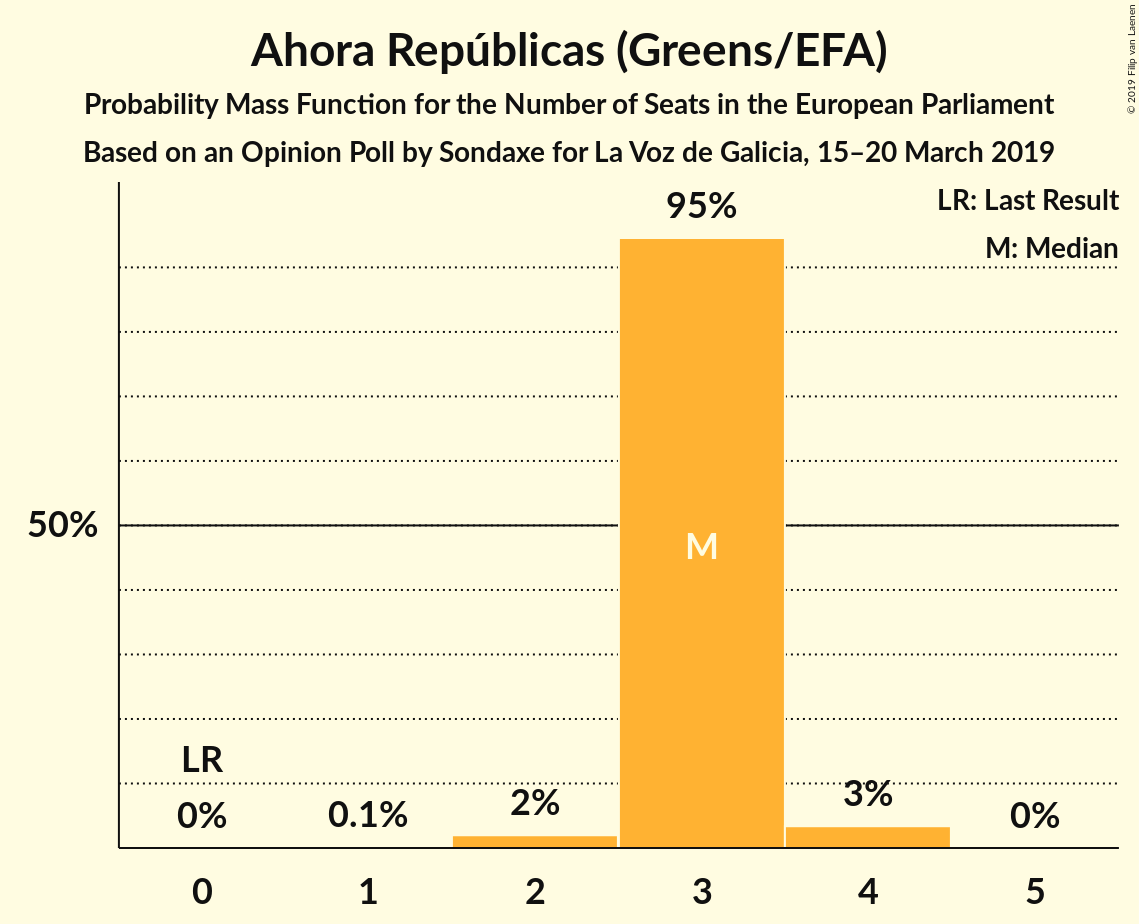 Ahora Repúblicas (Greens/EFA)
Probability Mass Function for the Number of Seats in the European Parliament
Based on an Opinion Poll by Sondaxe for La Voz de Galicia, 15–20 March 2019
© 2019 Filip van Laenen
LR: Last Result
M: Median
95%
50%
M
LR
0%
0.1%
2%
3%
0%
0 1 2 3 4 5